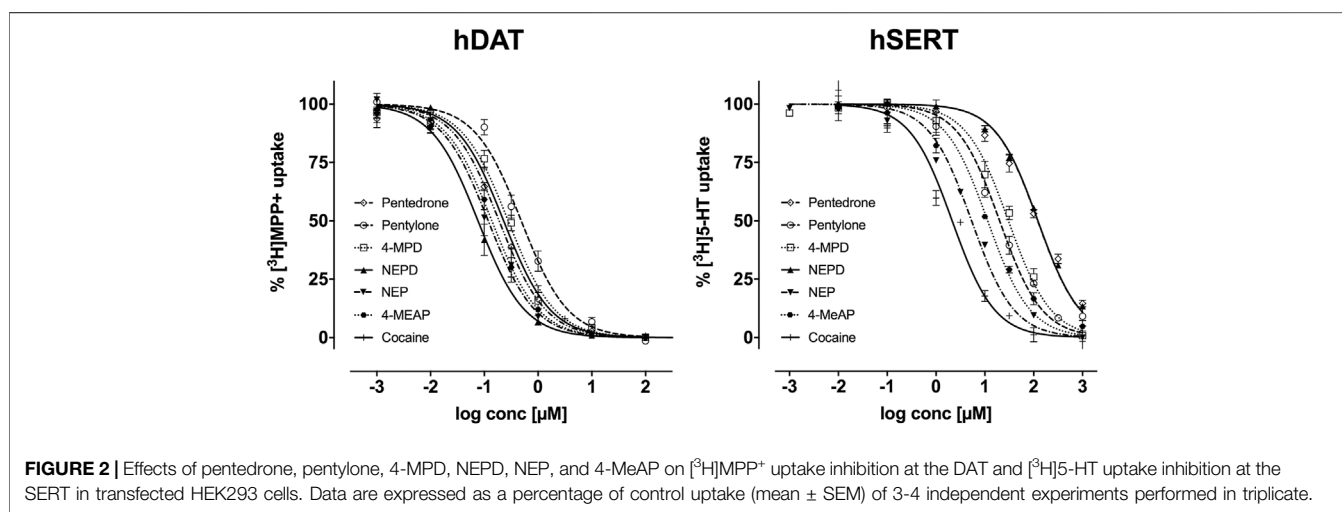 hDAT
% [³H]MPP+ uptake
100
75
50
25
0
Pentedrone
Pentylone
4-MPD
NEPD
NEP
4-MEAP
Cocaine
-3 -2 -1 0 1 2
log conc [µM]
hSERT
% [³H]5-HT uptake
100
75
50
25
0
Pentedrone
Pentylone
4-MPD
NEPD
NEP
4-MeAP
Cocaine
-3 -2 -1 0 1 2 3
log conc [µM]
FIGURE 2 | Effects of pentedrone, pentylone, 4-MPD, NEPD, NEP, and 4-MeAP on [³H]MPP⁺ uptake inhibition at the DAT and [³H]5-HT uptake inhibition at the
SERT in transfected HEK293 cells. Data are expressed as a percentage of control uptake (mean ± SEM) of 3-4 independent experiments performed in triplicate.